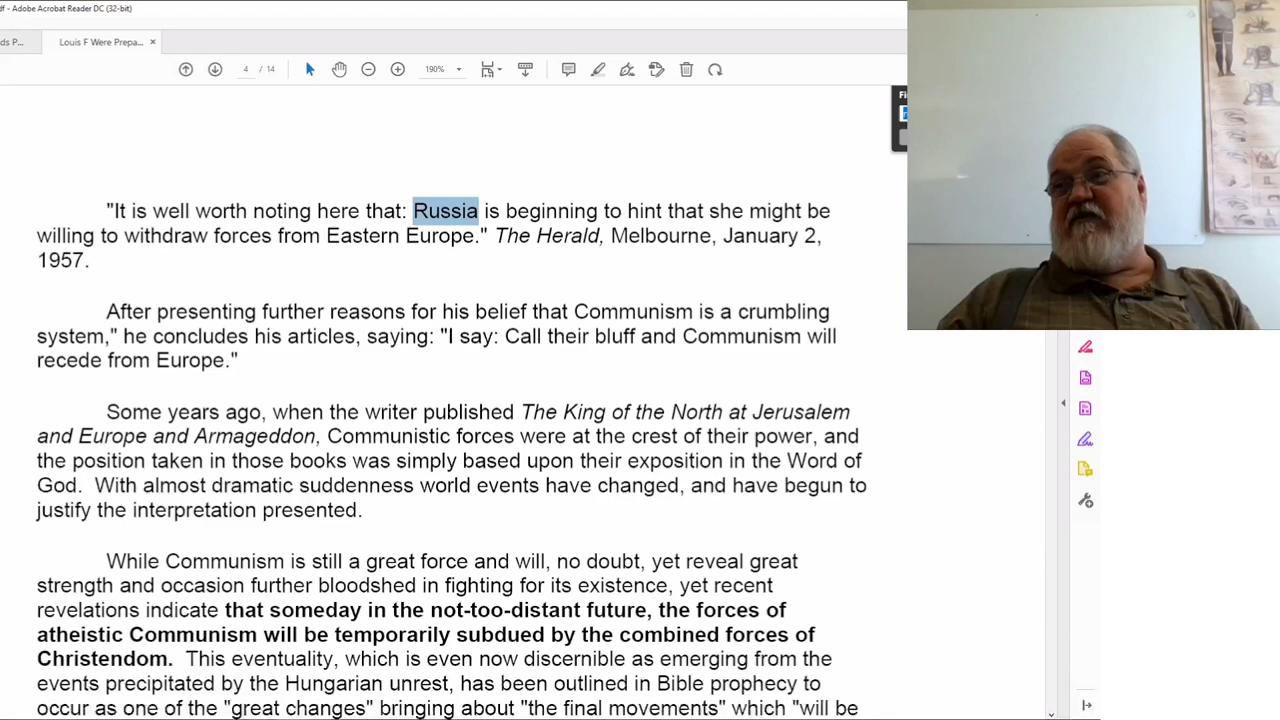 df - Adobe Acrobat Reader DC (32-bit)
ds P...
Louis F Were Prepa...
4 / 14
190%
"It is well worth noting here that: Russia is beginning to hint that she might be
willing to withdraw forces from Eastern Europe." The Herald, Melbourne, January 2,
1957.
After presenting further reasons for his belief that Communism is a crumbling
system," he concludes his articles, saying: "I say: Call their bluff and Communism will
recede from Europe."
Some years ago, when the writer published The King of the North at Jerusalem
and Europe and Armageddon, Communistic forces were at the crest of their power, and
the position taken in those books was simply based upon their exposition in the Word of
God. With almost dramatic suddenness world events have changed, and have begun to
justify the interpretation presented.
While Communism is still a great force and will, no doubt, yet reveal great
strength and occasion further bloodshed in fighting for its existence, yet recent
revelations indicate that someday in the not-too-distant future, the forces of
atheistic Communism will be temporarily subdued by the combined forces of
Christendom. This eventuality, which is even now discernible as emerging from the
events precipitated by the Hungarian unrest, has been outlined in Bible prophecy to
occur as one of the "great changes" bringing about "the final movements" which "will be